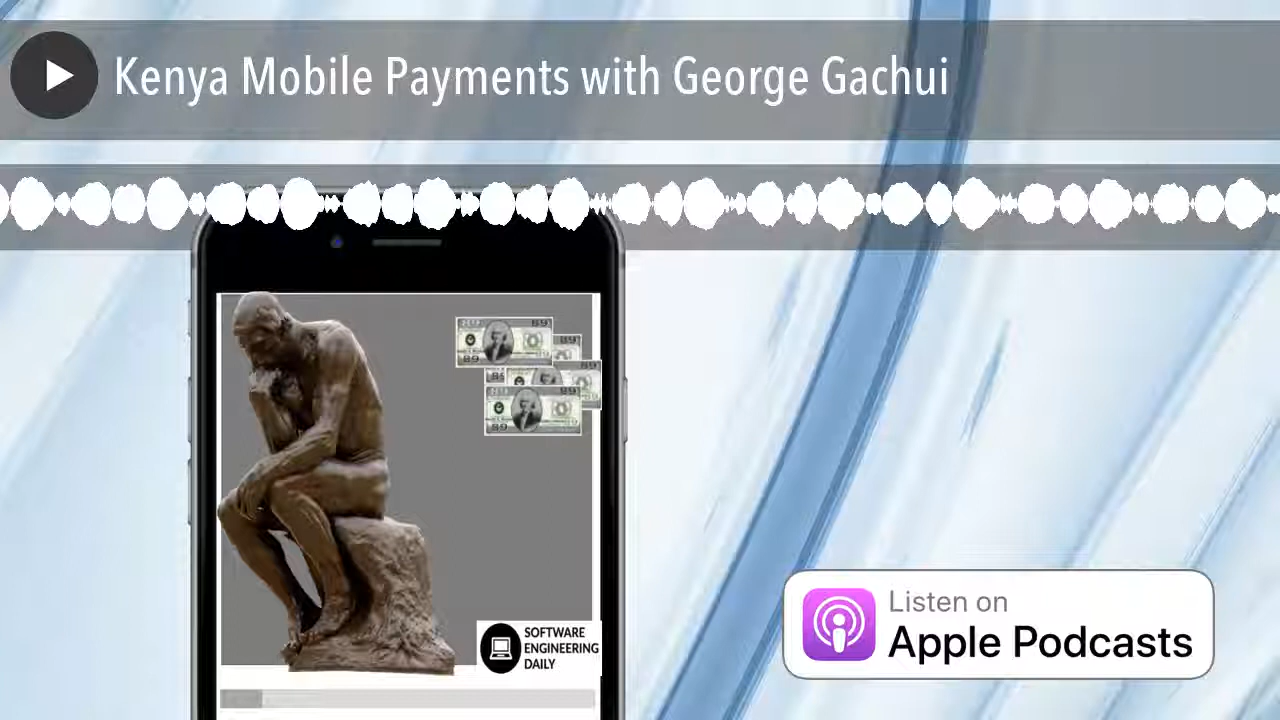 Kenya Mobile Payments with George Gachui
SOFTWARE
ENGINEERING
DAILY
Listen on
Apple Podcasts